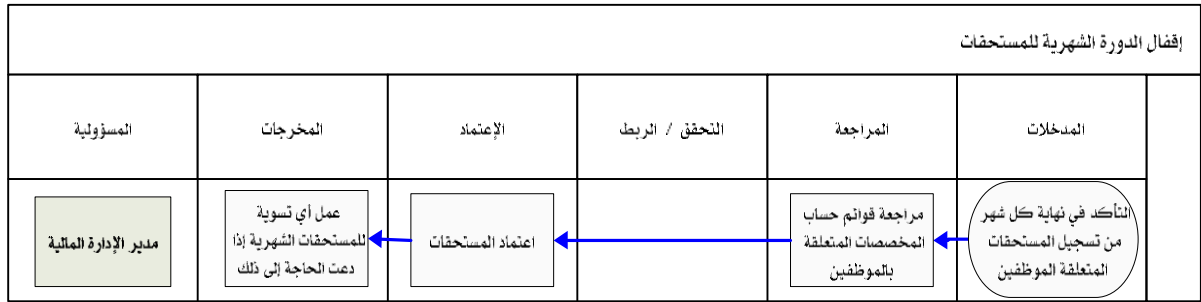 إقفال الدورة الشهرية للمستحقات
المدخلات
المراجعة
التحقق / الربط
الإعتماد
المخرجات
المسؤولية
التأكد في نهاية كل شهر
من تسجيل المستحقات
المتعلقة الموظفين
مراجعة قوائم حساب
المخصصات المتعلقة
بالموظفين
اعتماد المستحقات
عمل أي تسوية
للمستحقات الشهرية إذا
دعت الحاجة إلى ذلك
مدير الإدارة المالية